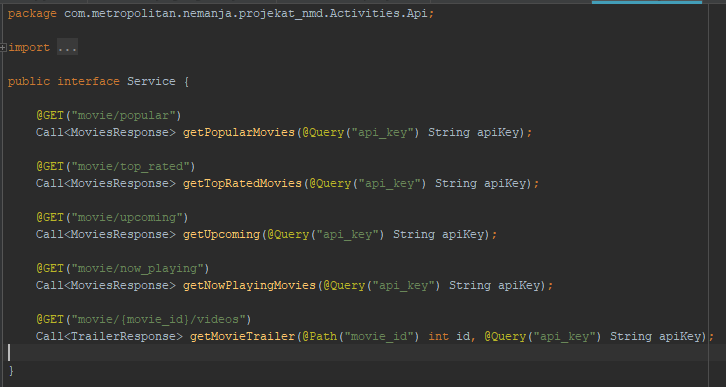 package com.metropolitan.nemanja.projekat_nmd.Activities.Api;
import ...
public interface Service {
@GET("movie/popular")
Call<MoviesResponse> getPopularMovies(@Query("api_key") String apiKey);
@GET("movie/top_rated")
Call<MoviesResponse> getTopRatedMovies(@Query("api_key") String apiKey);
@GET("movie/upcoming")
Call<MoviesResponse> getUpcoming(@Query("api_key") String apiKey);
@GET("movie/now_playing")
Call<MoviesResponse> getNowPlayingMovies(@Query("api_key") String apiKey);
@GET("movie/{movie_id}/videos")
Call<TrailerResponse> getMovieTrailer(@Path("movie_id") int id, @Query("api_key") String apiKey);
}